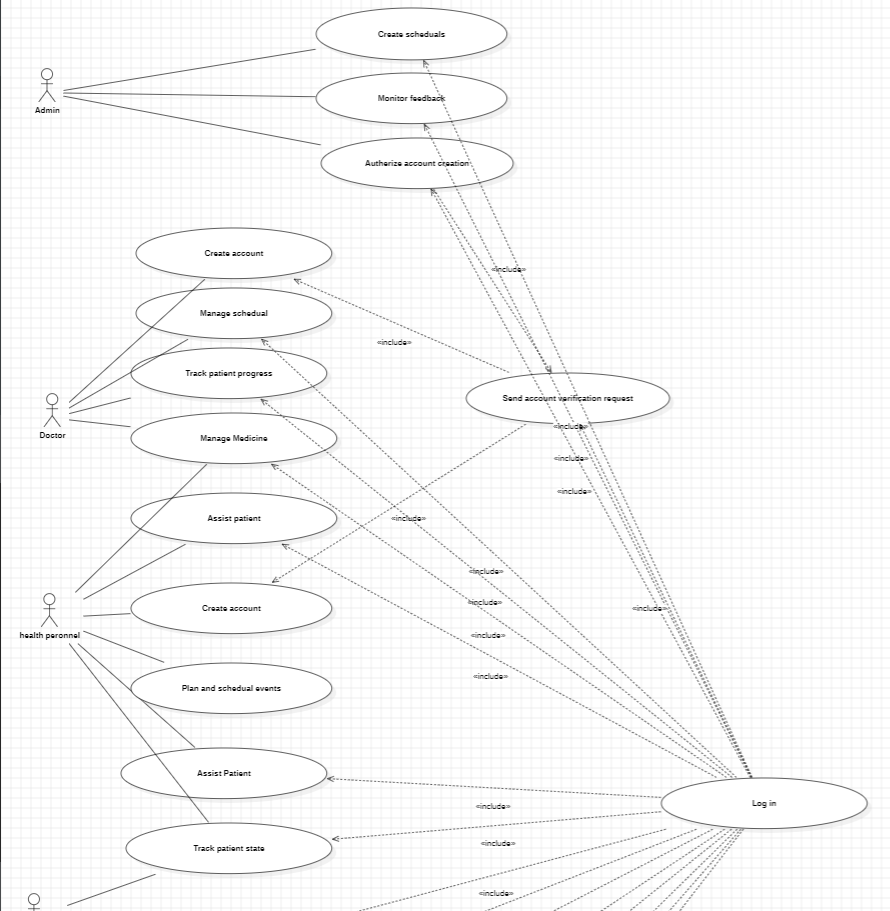 Create scheduals
Monitor feedback
Admin
Autherize account creation
Create account
«include»
Manage schedual
«include»
Track patient progress
Send account verification request
«include»
Doctor
Manage Medicine
«include»
«include»
Assist patient
«include»
«include»
Create account
«include»
«include»
health peronnel
«include»
«include»
Plan and schedual events
Assist Patient
Log in
«include»
Track patient state
«include»
«include»